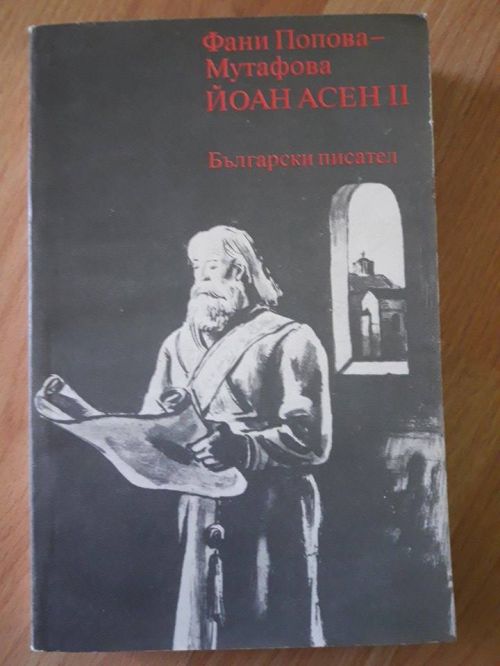 Фани Попова–
Мутафова
ЙОАН АСЕН II
Български писател